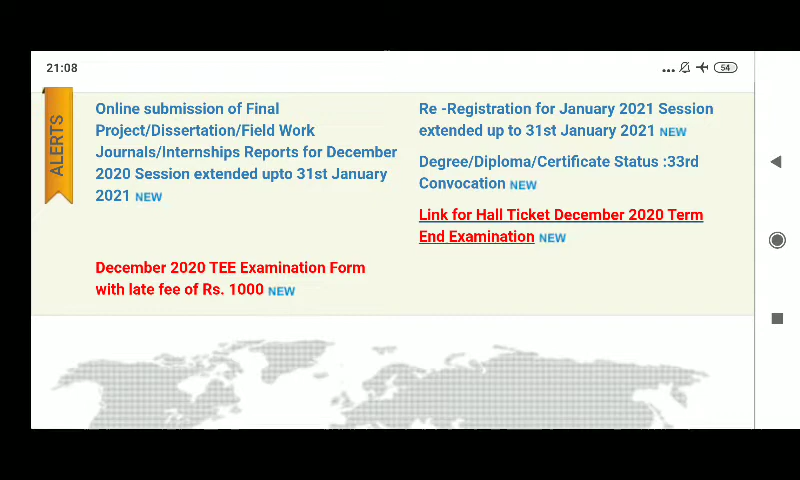 21:08
54
ALERTS
Online submission of Final
Project/Dissertation/Field Work
Journals/Internships Reports for December
2020 Session extended upto 31st January
2021 NEW
December 2020 TEE Examination Form
with late fee of Rs. 1000 NEW
Re -Registration for January 2021 Session
extended up to 31st January 2021 NEW
Degree/Diploma/Certificate Status :33rd
Convocation NEW
Link for Hall Ticket December 2020 Term
End Examination NEW